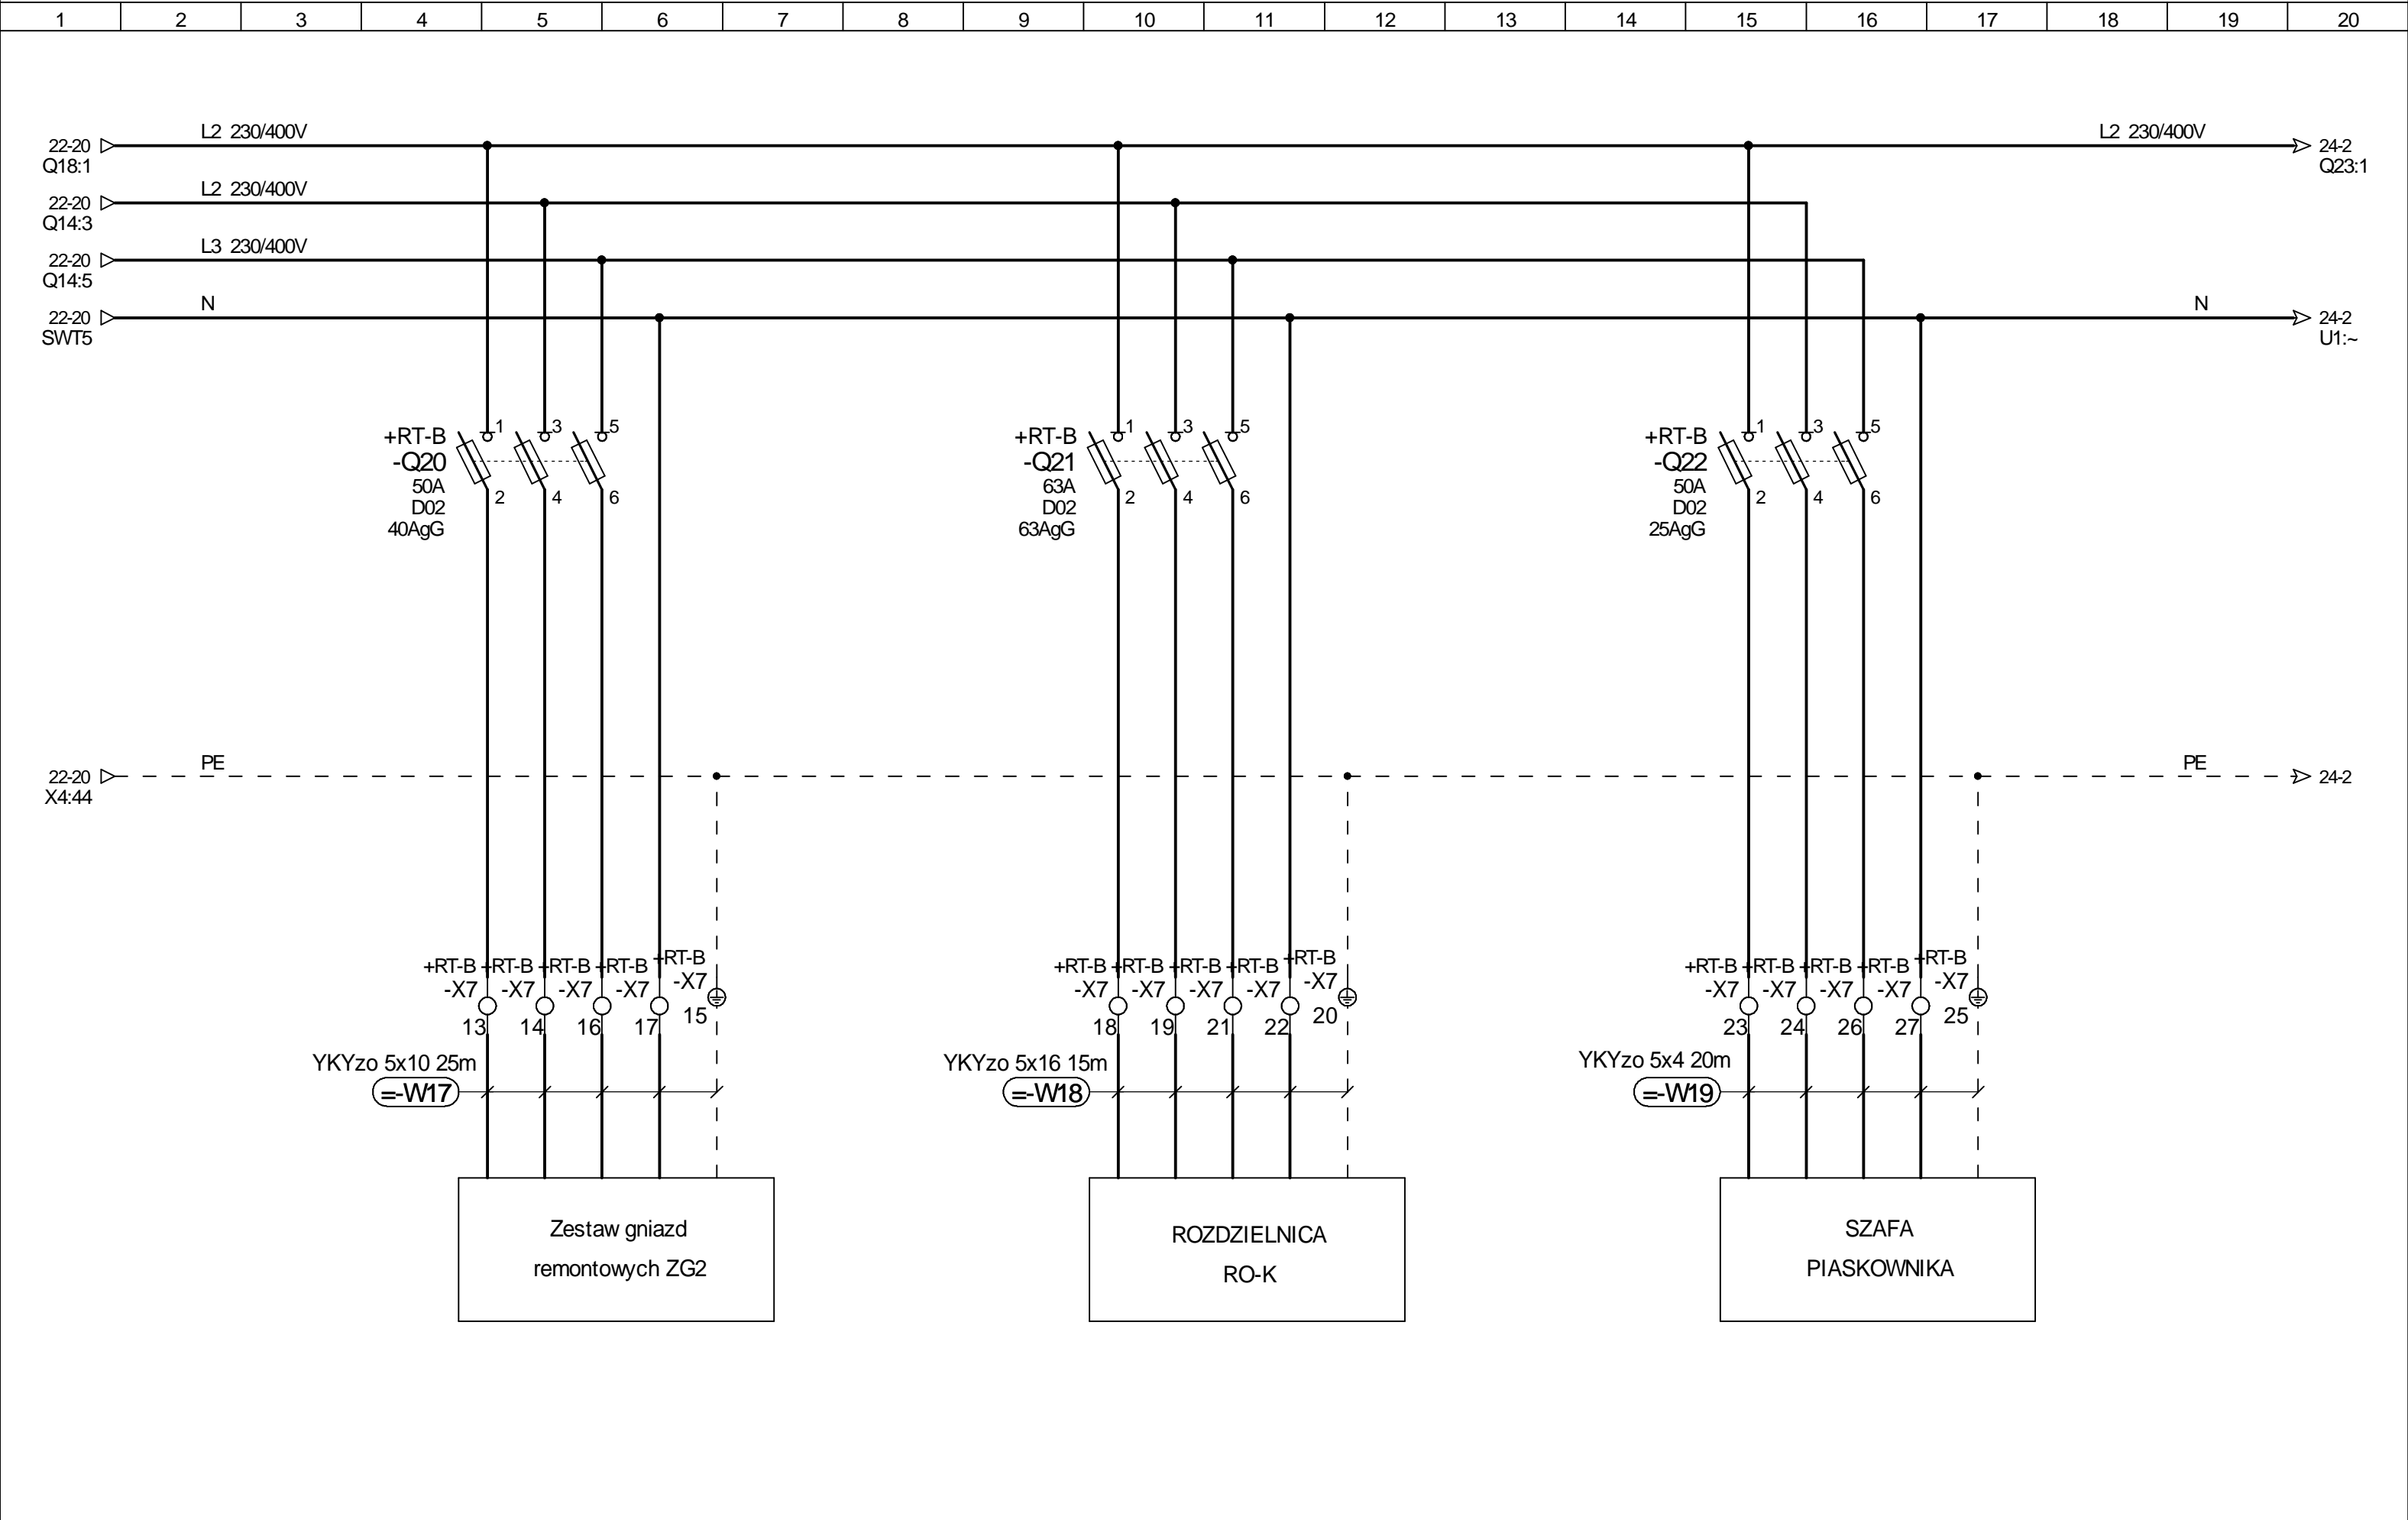 1 2 3 4 5 6 7 8 9 10 11 12 13 14 15 16 17 18 19 20
L2 230/400V L2 230/400V
22-20 24-2
Q18:1 Q23:1
L2 230/400V
22-20
Q14:3
L3 230/400V
22-20
Q14:5
N N
22-20 24-2
SWT5 U1:~
+RT-B 1 3 5
-Q20
50A 2 4 6
D02
40AgG
+RT-B 1 3 5
-Q21
63A 2 4 6
D02
63AgG
+RT-B 1 3 5
-Q22
50A 2 4 6
D02
25AgG
PE PE
22-20 24-2
X4:44
+RT-B +RT-B +RT-B +RT-B +RT-B
-X7 -X7 -X7 -X7 -X7
13 14 16 17 15
+RT-B +RT-B +RT-B +RT-B +RT-B
-X7 -X7 -X7 -X7 -X7
18 19 21 22 20
+RT-B +RT-B +RT-B +RT-B +RT-B
-X7 -X7 -X7 -X7 -X7
23 24 26 27 25
YKYzo 5x10 25m
=-W17
YKYzo 5x16 15m
=-W18
YKYzo 5x4 20m
=-W19
Zestaw gniazd
remontowych ZG2
ROZDZIELNICA
RO-K
SZAFA
PIASKOWNIKA